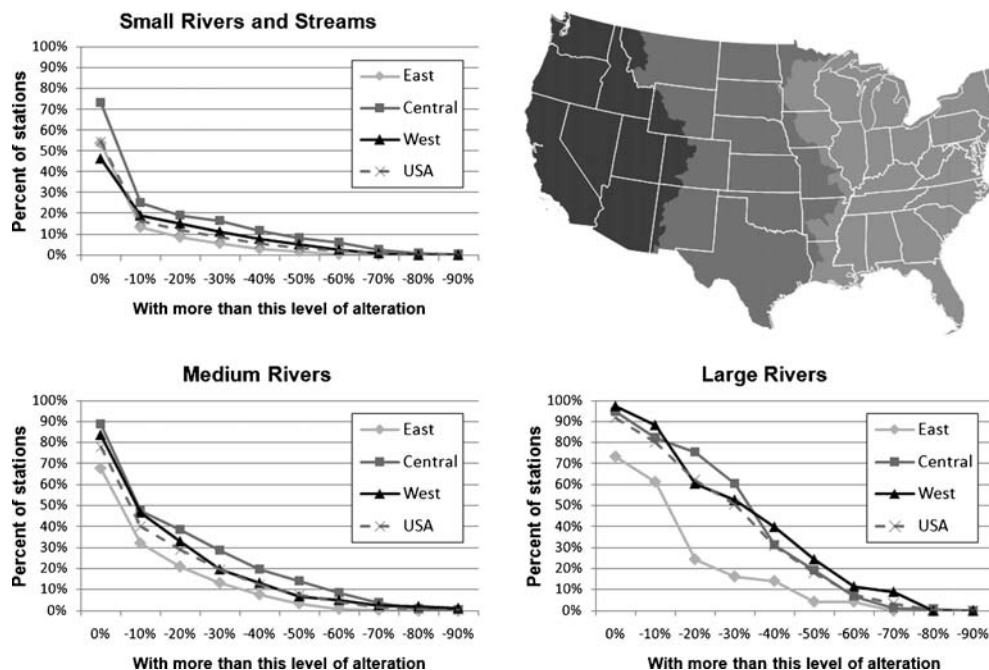 Small Rivers and Streams
Percent of stations
100%
90%
80%
70%
60%
50%
40%
30%
20%
10%
0%
East
Central
West
USA
0% -10% -20% -30% -40% -50% -60% -70% -80% -90%
With more than this level of alteration
Medium Rivers
Percent of stations
100%
90%
80%
70%
60%
50%
40%
30%
20%
10%
0%
East
Central
West
USA
0% -10% -20% -30% -40% -50% -60% -70% -80% -90%
With more than this level of alteration
Large Rivers
Percent of stations
100%
90%
80%
70%
60%
50%
40%
30%
20%
10%
0%
East
Central
West
USA
0% -10% -20% -30% -40% -50% -60% -70% -80% -90%
With more than this level of alteration